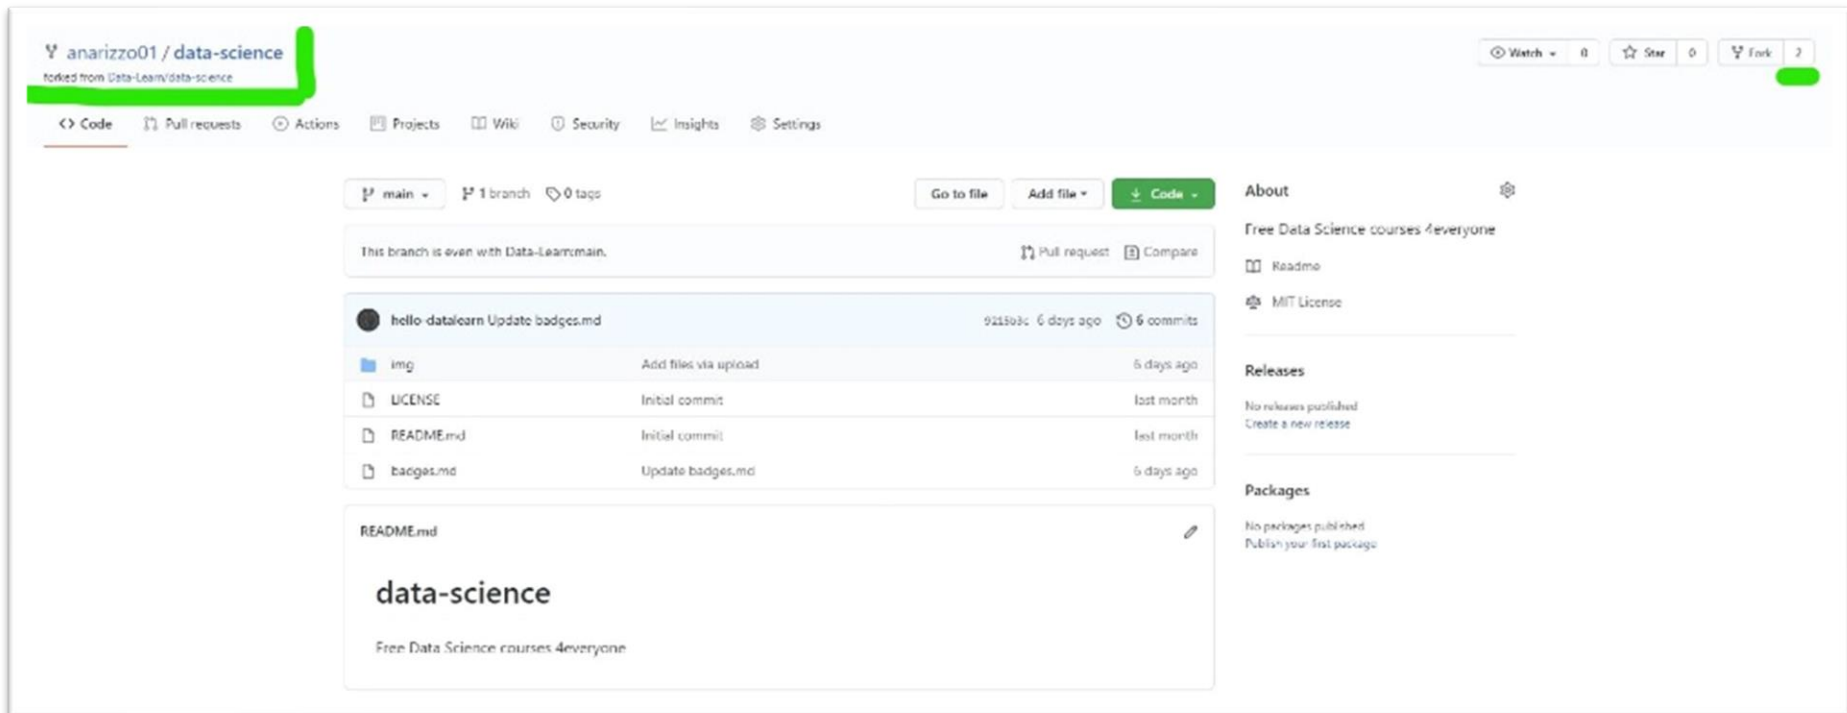 anarizzo01 / data-science
forked from Data-Learn/data-science
Watch 0 Star 0 Fork 2
Code Pull requests Actions Projects Wiki Security Insights Settings
main 1 branch 0 tags Go to file Add file Code
This branch is even with Data-Learn:main. Pull request Compare
hello-datalearn Update badges.md 9215b3c 6 days ago 6 commits
img Add files via upload 6 days ago
LICENSE Initial commit last month
README.md Initial commit last month
badges.md Update badges.md 6 days ago
README.md
data-science
Free Data Science courses 4everyone
About
Free Data Science courses 4everyone
Readme
MIT License
Releases
No releases published
Create a new release
Packages
No packages published
Publish your first package